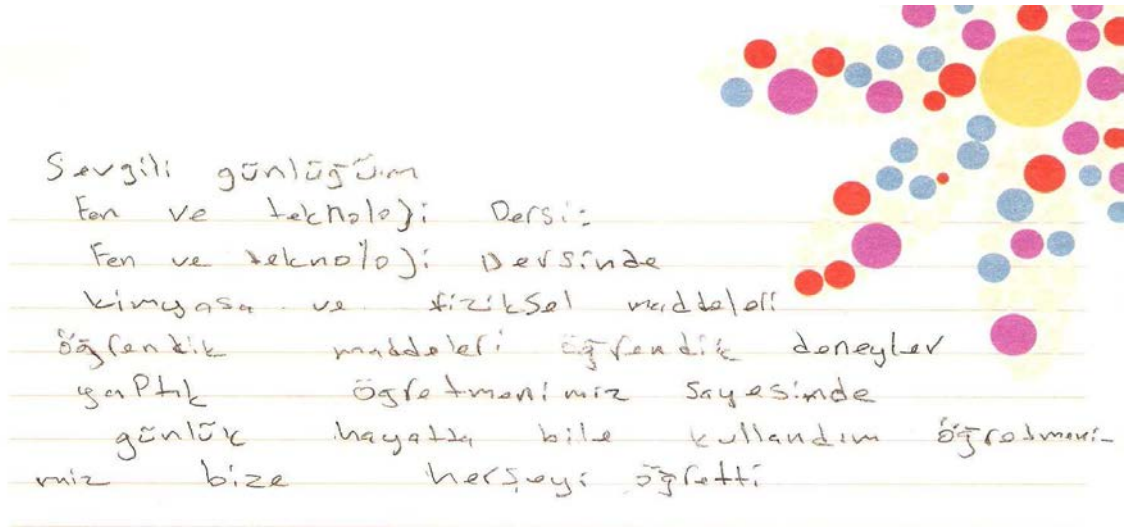 Sevgili günlüğüm
Fen ve teknoloji Dersi:
Fen ve teknoloji Dersinde
kimyasa ve fiziksel maddeleri
öğrendik maddeleri öğrendik deneyler
yaPtık öğretmenimiz sayesinde
günlük hayatta bile kullandım öğretmeni-
miz bize herşeyi öğretti